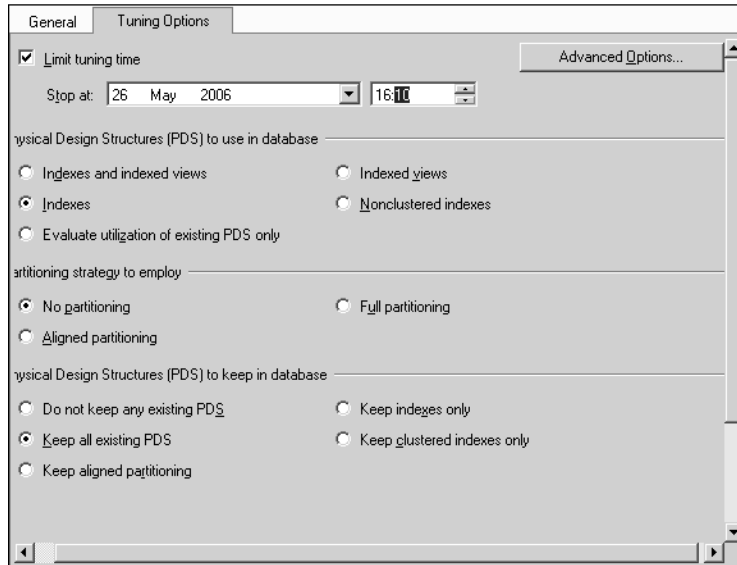 General Tuning Options
Limit tuning time Advanced Options...
Stop at: 26 May 2006 16:10
ysical Design Structures (PDS) to use in database
Indexes and indexed views Indexed views
Indexes Nonclustered indexes
Evaluate utilization of existing PDS only
artitioning strategy to employ
No partitioning Full partitioning
Aligned partitioning
ysical Design Structures (PDS) to keep in database
Do not keep any existing PDS Keep indexes only
Keep all existing PDS Keep clustered indexes only
Keep aligned partitioning